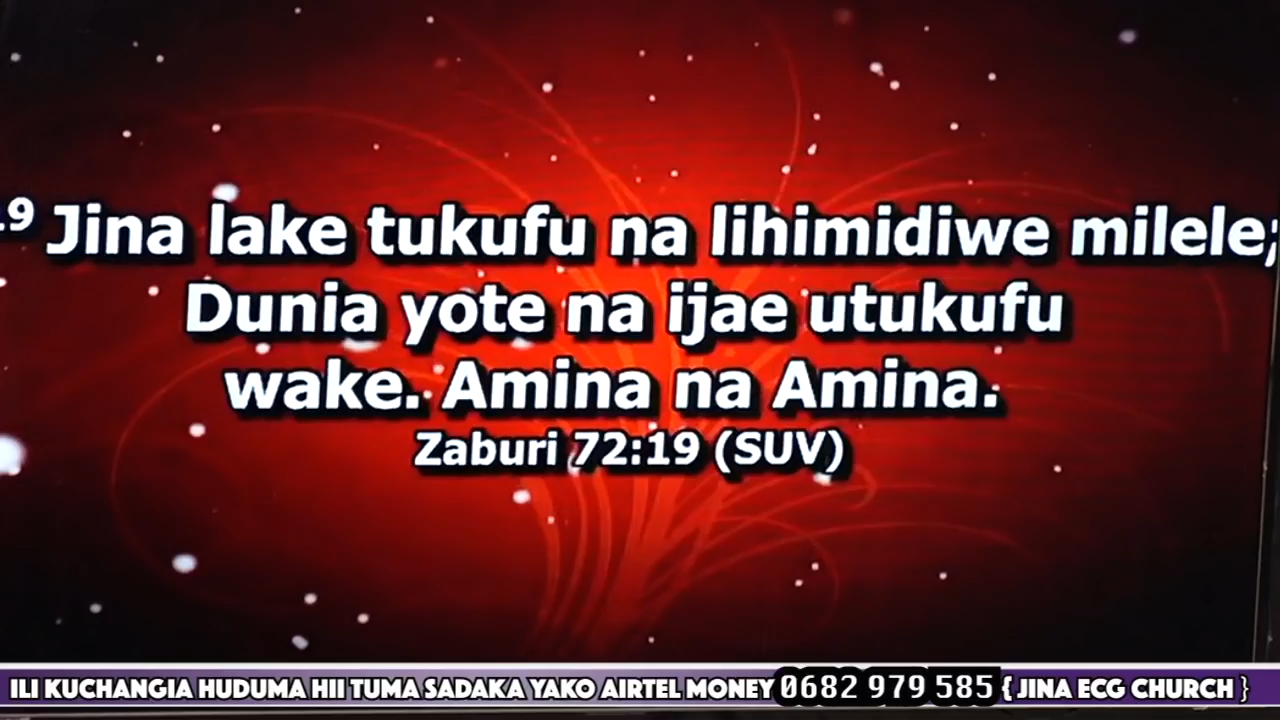 19 Jina lake tukufu na lihimidiwe milele;
Dunia yote na ijae utukufu
wake. Amina na Amina.
Zaburi 72:19 (SUV)
ILI KUCHANGIA HUDUMA HII TUMA SADAKA YAKO AIRTEL MONEY 0682 979 585 { JINA ECG CHURCH }